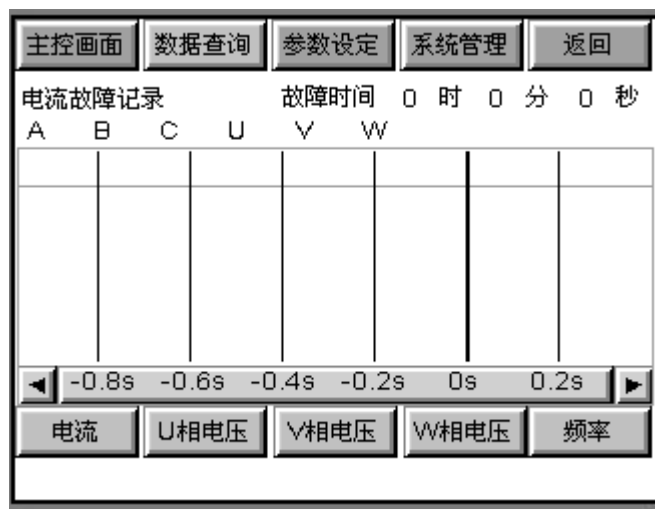 主控画面 数据查询 参数设定 系统管理 返回
电流故障记录 故障时间 0 时 0 分 0 秒
A B C U V W
-0.8s -0.6s -0.4s -0.2s 0s 0.2s
电流 U相电压 V相电压 W相电压 频率